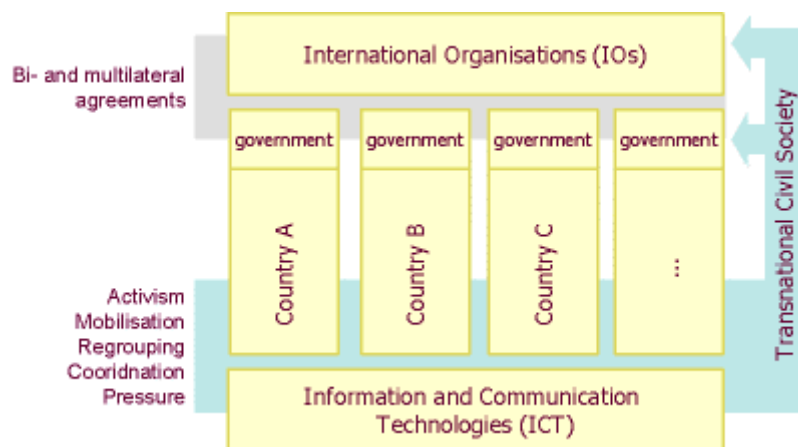 International Organisations (IOs)
Bi- and multilateral
agreements
government
government
government
government
Country A
Country B
Country C
...
Transnational Civil Society
Activism
Mobilisation
Regrouping
Cooridnation
Pressure
Information and Communication
Technologies (ICT)